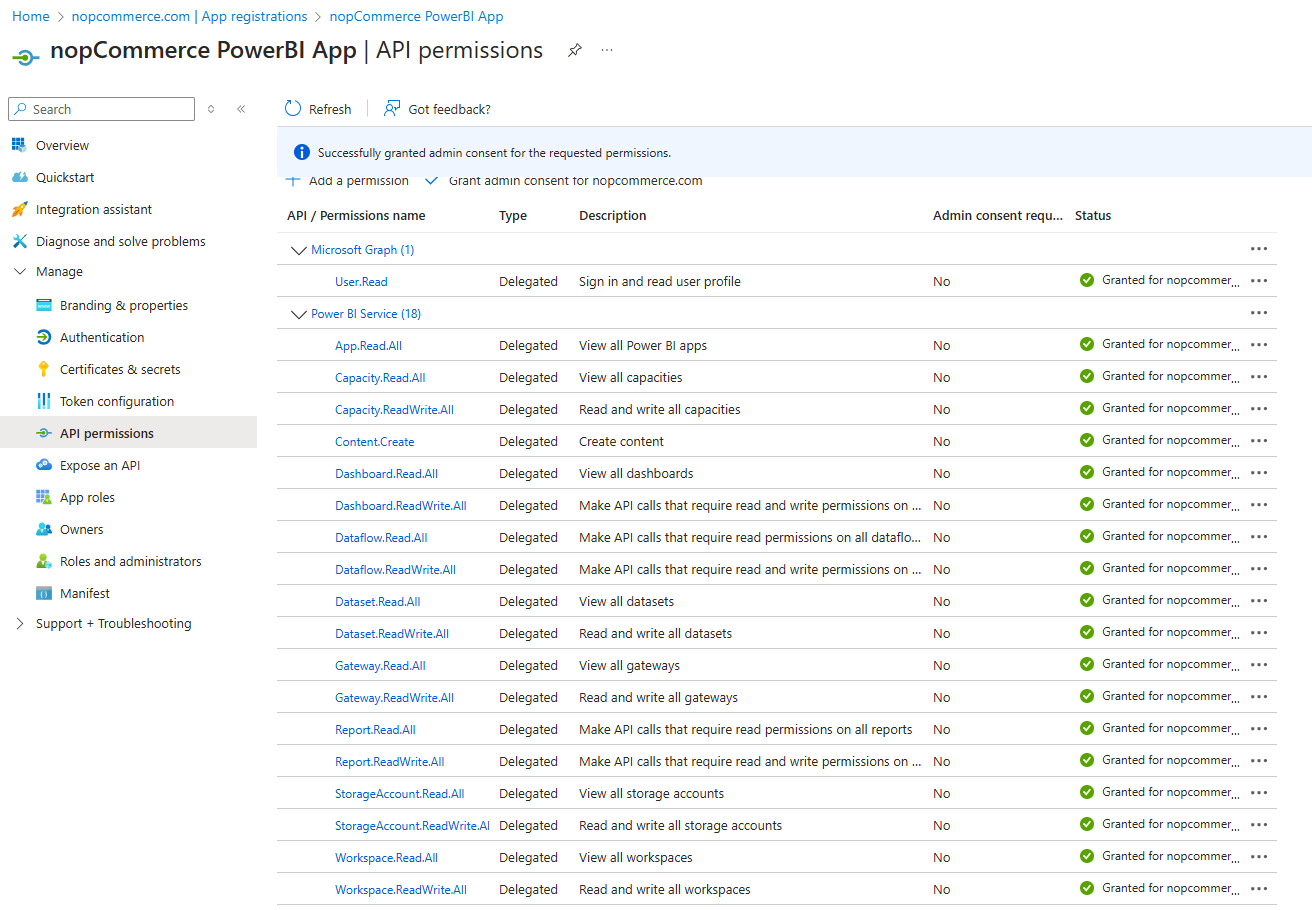 Home > nopcommerce.com | App registrations > nopCommerce PowerBI App
nopCommerce PowerBI App | API permissions
Search
Refresh
Got feedback?
Overview
Quickstart
Integration assistant
Diagnose and solve problems
Manage
Branding & properties
Authentication
Certificates & secrets
Token configuration
API permissions
Expose an API
App roles
Owners
Roles and administrators
Manifest
Support + Troubleshooting
Successfully granted admin consent for the requested permissions.
Add a permission Grant admin consent for nopcommerce.com
API / Permissions name Type Description Admin consent requ... Status
Microsoft Graph (1)
User.Read Delegated Sign in and read user profile No Granted for nopcommer...
Power BI Service (18)
App.Read.All Delegated View all Power BI apps No Granted for nopcommer...
Capacity.Read.All Delegated View all capacities No Granted for nopcommer...
Capacity.ReadWrite.All Delegated Read and write all capacities No Granted for nopcommer...
Content.Create Delegated Create content No Granted for nopcommer...
Dashboard.Read.All Delegated View all dashboards No Granted for nopcommer...
Dashboard.ReadWrite.All Delegated Make API calls that require read and write permissions on ... No Granted for nopcommer...
Dataflow.Read.All Delegated Make API calls that require read permissions on all dataflo... No Granted for nopcommer...
Dataflow.ReadWrite.All Delegated Make API calls that require read and write permissions on ... No Granted for nopcommer...
Dataset.Read.All Delegated View all datasets No Granted for nopcommer...
Dataset.ReadWrite.All Delegated Read and write all datasets No Granted for nopcommer...
Gateway.Read.All Delegated View all gateways No Granted for nopcommer...
Gateway.ReadWrite.All Delegated Read and write all gateways No Granted for nopcommer...
Report.Read.All Delegated Make API calls that require read permissions on all reports No Granted for nopcommer...
Report.ReadWrite.All Delegated Make API calls that require read and write permissions on ... No Granted for nopcommer...
StorageAccount.Read.All Delegated View all storage accounts No Granted for nopcommer...
StorageAccount.ReadWrite.Al Delegated Read and write all storage accounts No Granted for nopcommer...
Workspace.Read.All Delegated View all workspaces No Granted for nopcommer...
Workspace.ReadWrite.All Delegated Read and write all workspaces No Granted for nopcommer...